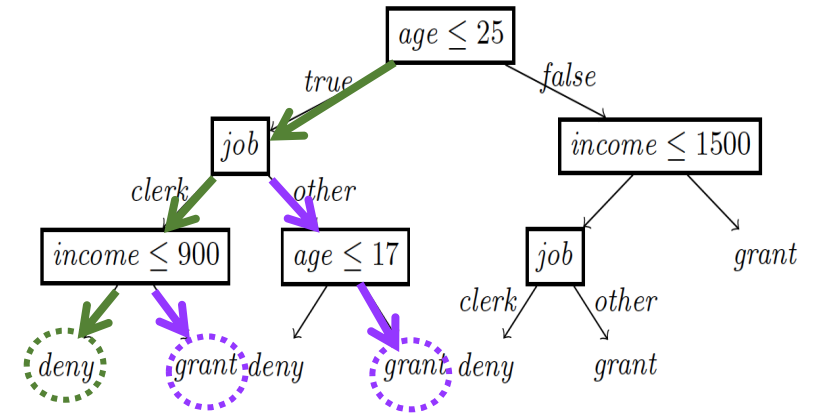 age ≤ 25
true
false
job
income ≤ 1500
clerk
other
income ≤ 900
age ≤ 17
job
grant
clerk
other
deny
grant
deny
grant
deny
grant